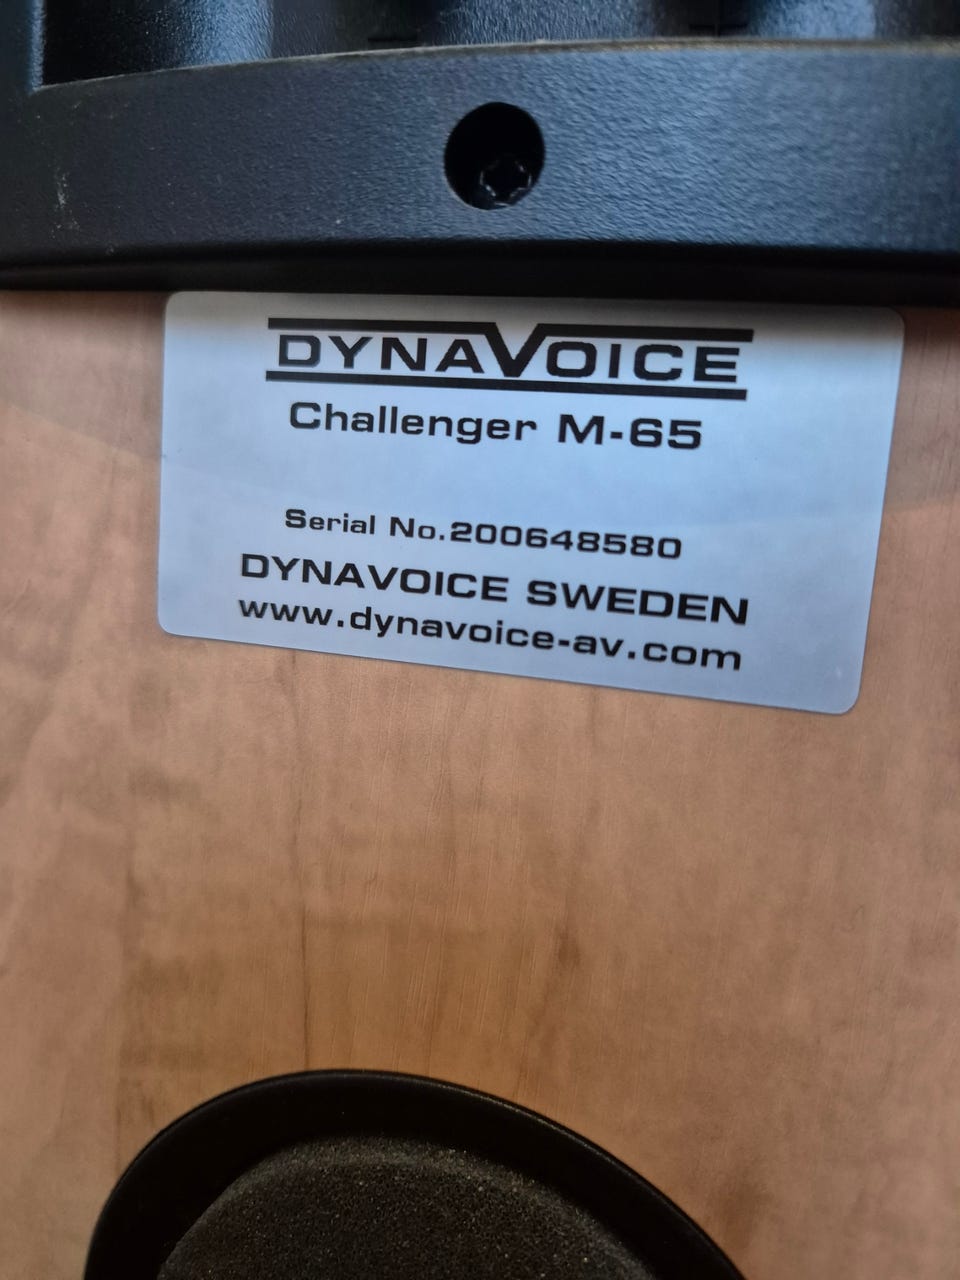 DYNAVOICE
Challenger M-65
Serial No.200648580
DYNAVOICE SWEDEN
www.dynavoice-av.com